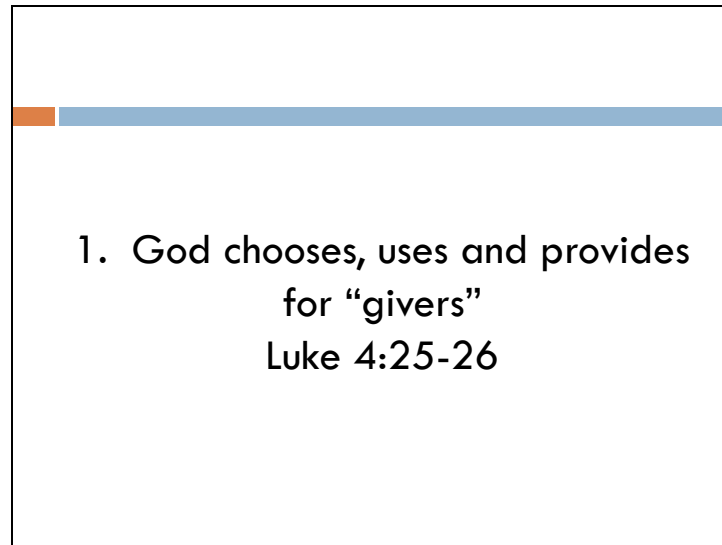 1. God chooses, uses and provides
for “givers”
Luke 4:25-26